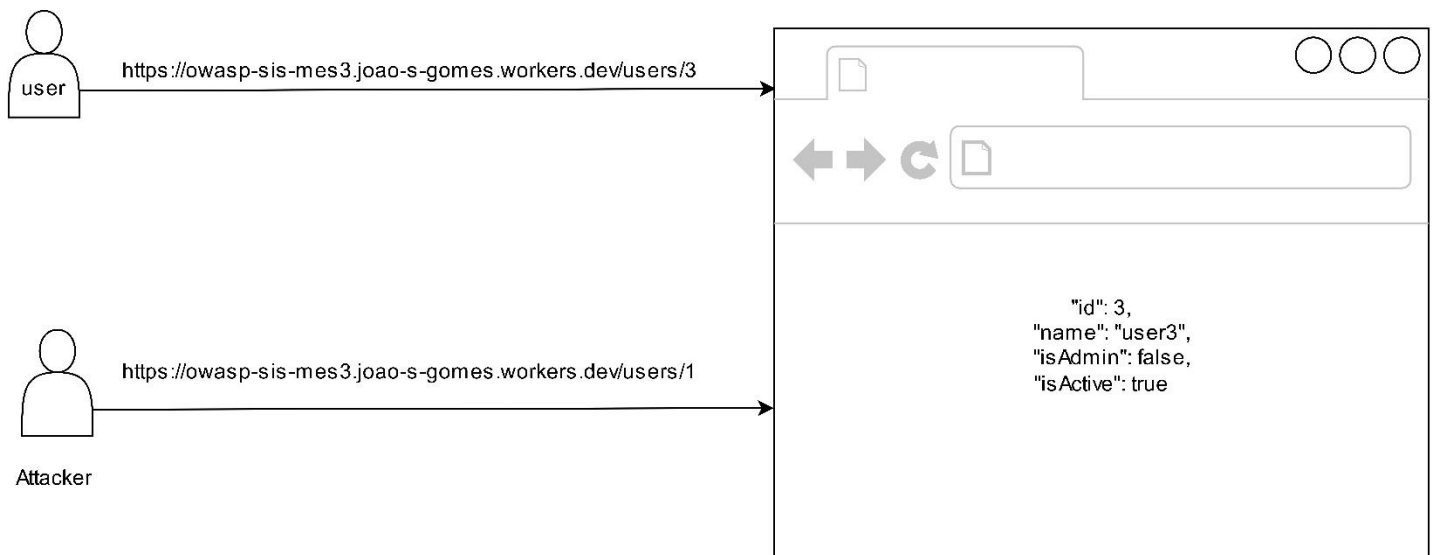 user
https://owasp-sis-mes3.joao-s-gomes.workers.dev/users/3
Attacker
https://owasp-sis-mes3.joao-s-gomes.workers.dev/users/1
"id": 3,
"name": "user3",
"isAdmin": false,
"isActive": true